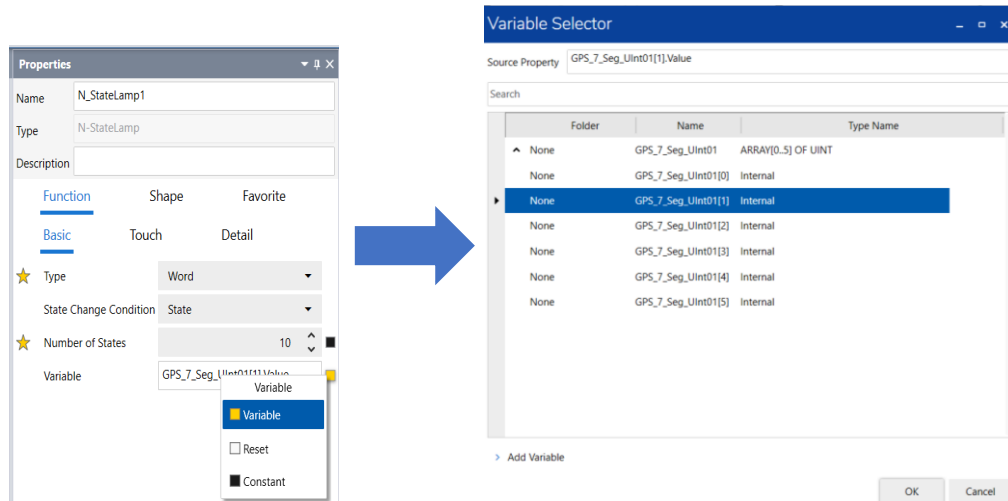 Properties
Name N_StateLamp1
Type N-StateLamp
Description
Function Shape Favorite
Basic Touch Detail
Type Word
State Change Condition State
Number of States 10
Variable GPS_7_Seg_UInt01[1].Value
Variable
Variable
Reset
Constant
Variable Selector
Source Property GPS_7_Seg_UInt01[1].Value
Search
Folder Name Type Name
None GPS_7_Seg_UInt01 ARRAY[0..5] OF UINT
None GPS_7_Seg_UInt01[0] Internal
None GPS_7_Seg_UInt01[1] Internal
None GPS_7_Seg_UInt01[2] Internal
None GPS_7_Seg_UInt01[3] Internal
None GPS_7_Seg_UInt01[4] Internal
None GPS_7_Seg_UInt01[5] Internal
Add Variable
OK Cancel